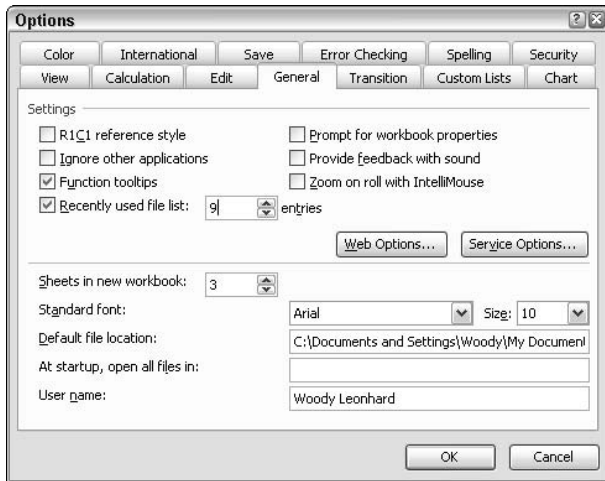 Options
Color International Save Error Checking Spelling Security
View Calculation Edit General Transition Custom Lists Chart
Settings
R1C1 reference style
Prompt for workbook properties
Ignore other applications
Provide feedback with sound
Function tooltips
Zoom on roll with IntelliMouse
Recently used file list: 9 entries
Web Options... Service Options...
Sheets in new workbook: 3
Standard font: Arial Size: 10
Default file location: C:\Documents and Settings\Woody\My Document
At startup, open all files in:
User name: Woody Leonhard
OK Cancel